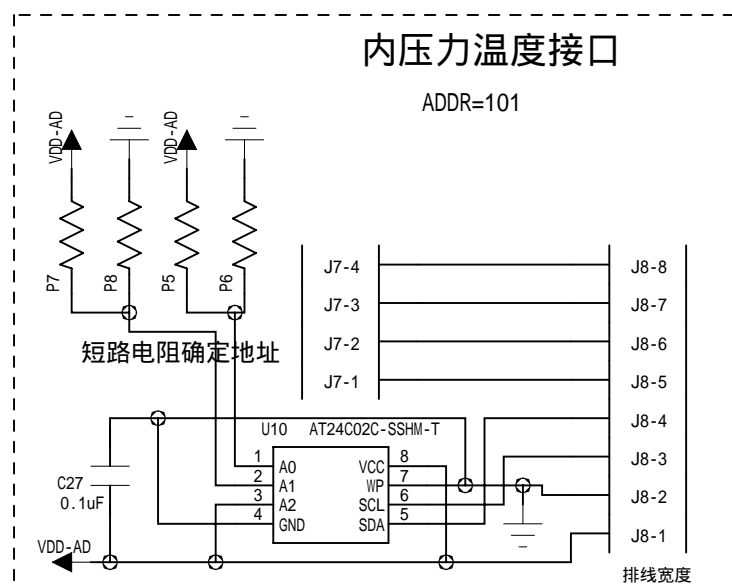 内压力温度接口
ADDR=101
VDD-AD
VDD-AD
P7
P8
P5
P6
短路电阻确定地址
J7-4
J7-3
J7-2
J7-1
J8-8
J8-7
J8-6
J8-5
J8-4
J8-3
J8-2
J8-1
排线宽度
U10 AT24C02C-SSHM-T
1 A0 VCC 8
2 A1 WP 7
3 A2 SCL 6
4 GND SDA 5
C27
0.1uF
VDD-AD